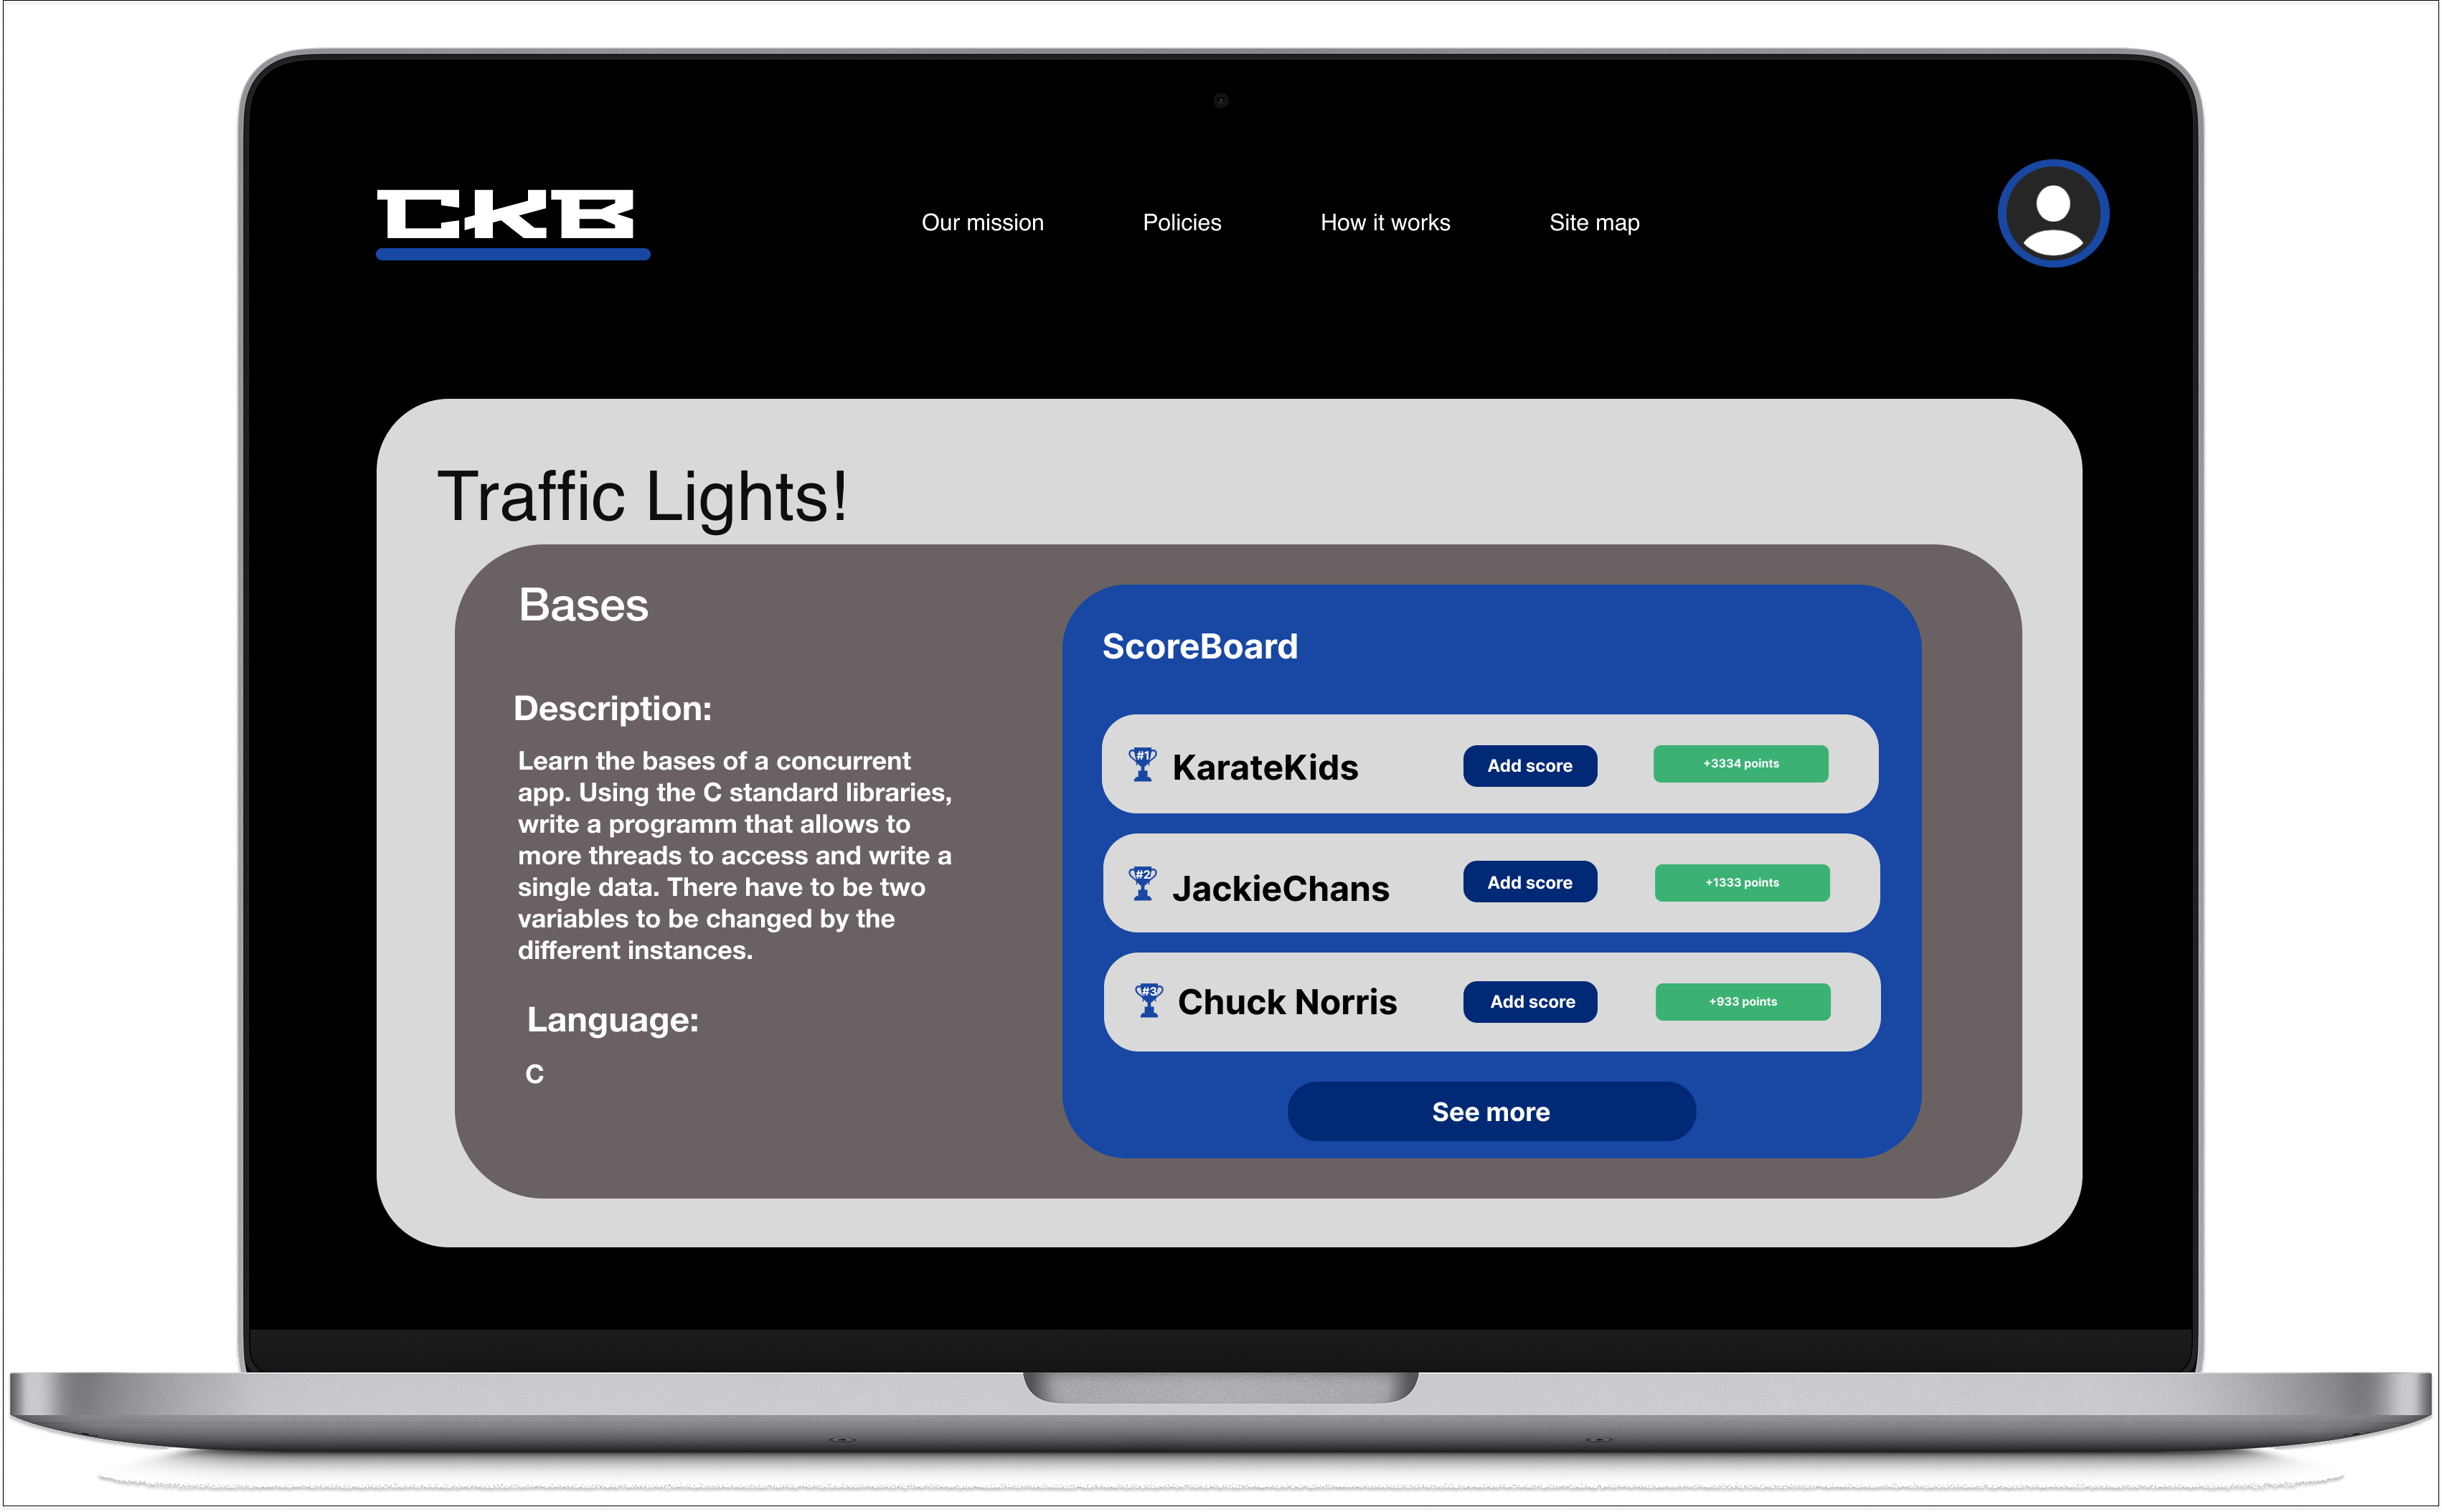 CKB
Our mission
Policies
How it works
Site map
Traffic Lights!
Bases
Description:
Learn the bases of a concurrent
app. Using the C standard libraries,
write a programm that allows to
more threads to access and write a
single data. There have to be two
variables to be changed by the
different instances.
Language:
C
ScoreBoard
#1 KarateKids Add score +3334 points
#2 JackieChans Add score +1333 points
#3 Chuck Norris Add score +933 points
See more